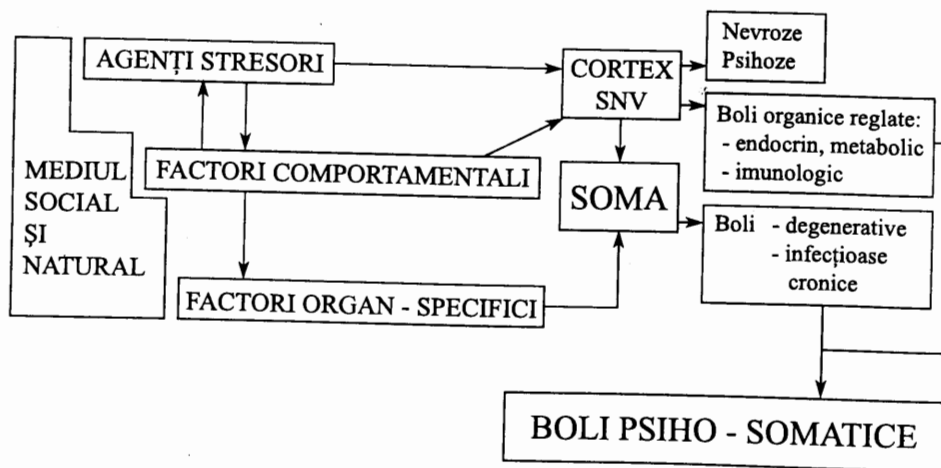 AGENȚI STRESORI
CORTEX
SNV
Nevroze
Psihoze
Boli organice reglate:
- endocrin, metabolic
- imunologic
MEDIUL
SOCIAL
ȘI
NATURAL
FACTORI COMPORTAMENTALI
SOMA
Boli - degenerative
- infecțioase
cronice
FACTORI ORGAN - SPECIFICI
BOLI PSIHO - SOMATICE